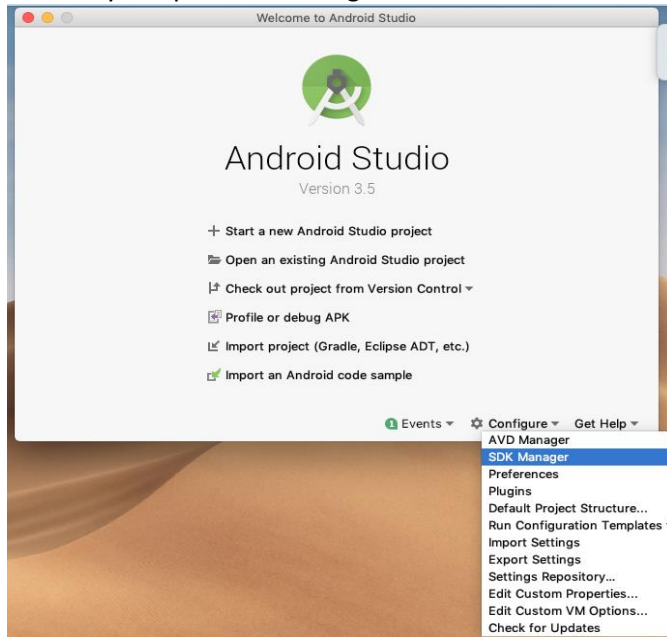 Welcome to Android Studio
Android Studio
Version 3.5
Start a new Android Studio project
Open an existing Android Studio project
Check out project from Version Control
Profile or debug APK
Import project (Gradle, Eclipse ADT, etc.)
Import an Android code sample
1 Events Configure Get Help
AVD Manager
SDK Manager
Preferences
Plugins
Default Project Structure...
Run Configuration Templates
Import Settings
Export Settings
Settings Repository...
Edit Custom Properties...
Edit Custom VM Options...
Check for Updates